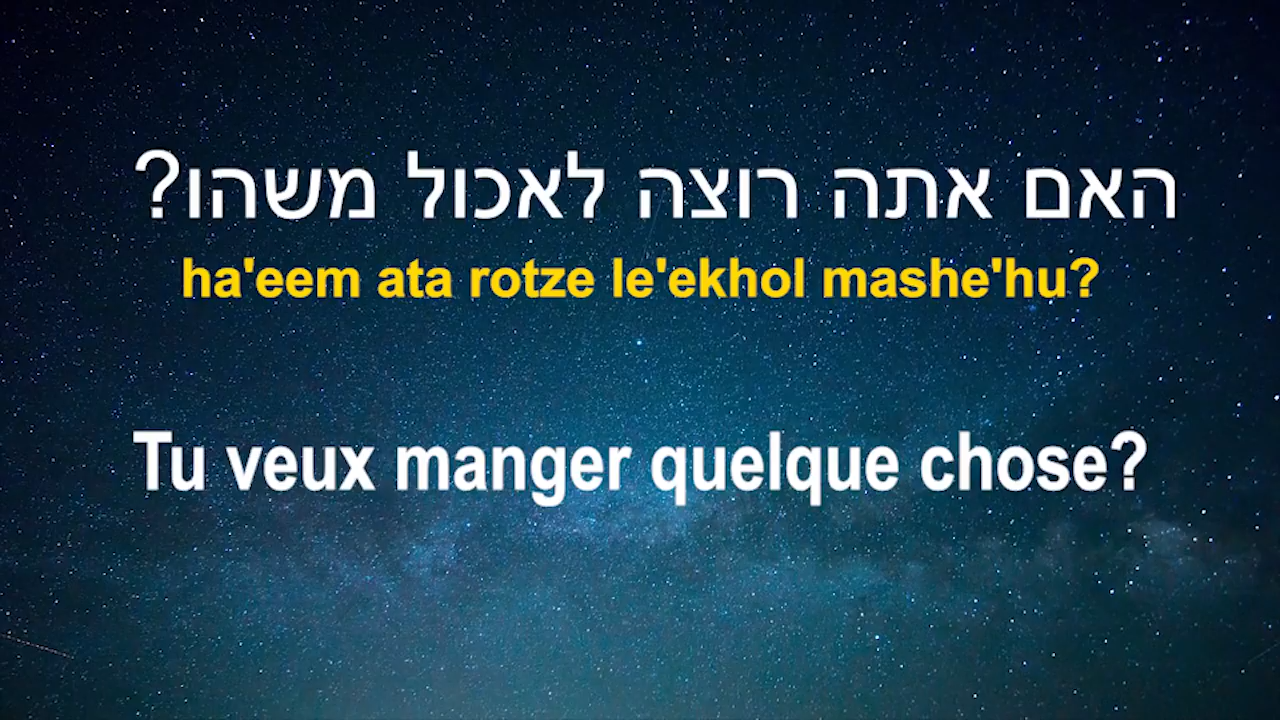 האם אתה רוצה לאכול משהו?
ha'eem ata rotze le'ekhol mashe'hu?
Tu veux manger quelque chose?